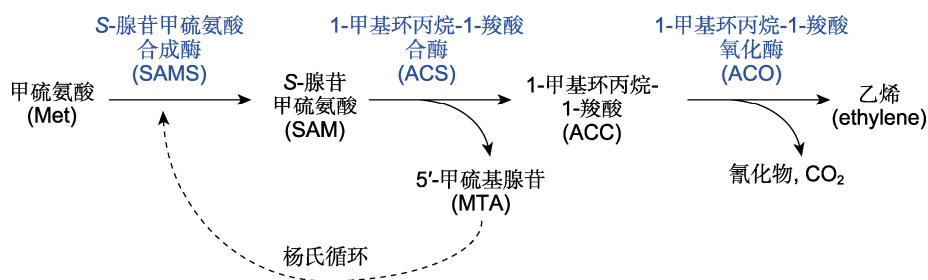 S-腺苷甲硫氨酸
合成酶
(SAMS)
1-甲基环丙烷-1-羧酸
合酶
(ACS)
1-甲基环丙烷-1-羧酸
氧化酶
(ACO)
甲硫氨酸
(Met)
S-腺苷
甲硫氨酸
(SAM)
1-甲基环丙烷-
1-羧酸
(ACC)
乙烯
(ethylene)
5′-甲硫基腺苷
(MTA)
氰化物, CO₂
杨氏循环